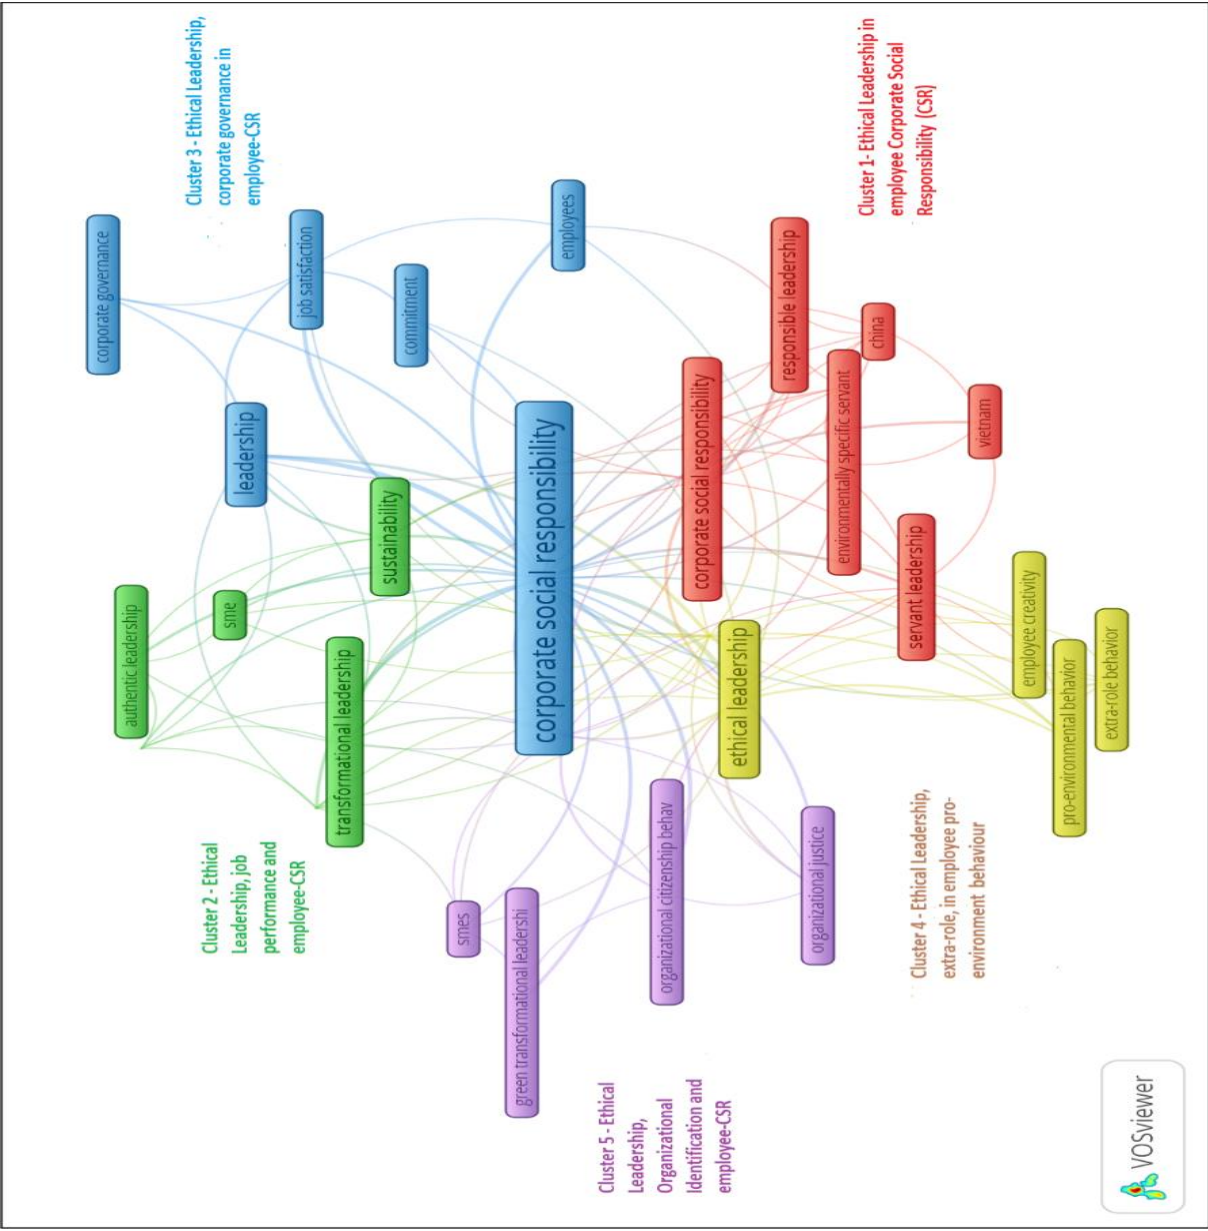 corporate governance
authentic leadership
Cluster 3 - Ethical Leadership,
corporate governance in
employee-CSR
Cluster 2 - Ethical
Leadership, job
performance and
employee-CSR
sme
leadership
job satisfaction
transformational leadership
sustainability
commitment
smes
green transformational leadershi
corporate social responsibility
employees
Cluster 5 - Ethical
Leadership,
Organizational
Identification and
employee-CSR
organizational citizenship behav
corporate social responsibility
ethical leadership
responsible leadership
organizational justice
environmentally specific servant
china
Cluster 1- Ethical Leadership in
employee Corporate Social
Responsibility (CSR)
servant leadership
Cluster 4 - Ethical Leadership,
extra-role, in employee pro-
environment behaviour
vietnam
employee creativity
pro-environmental behavior
extra-role behavior
VOSviewer